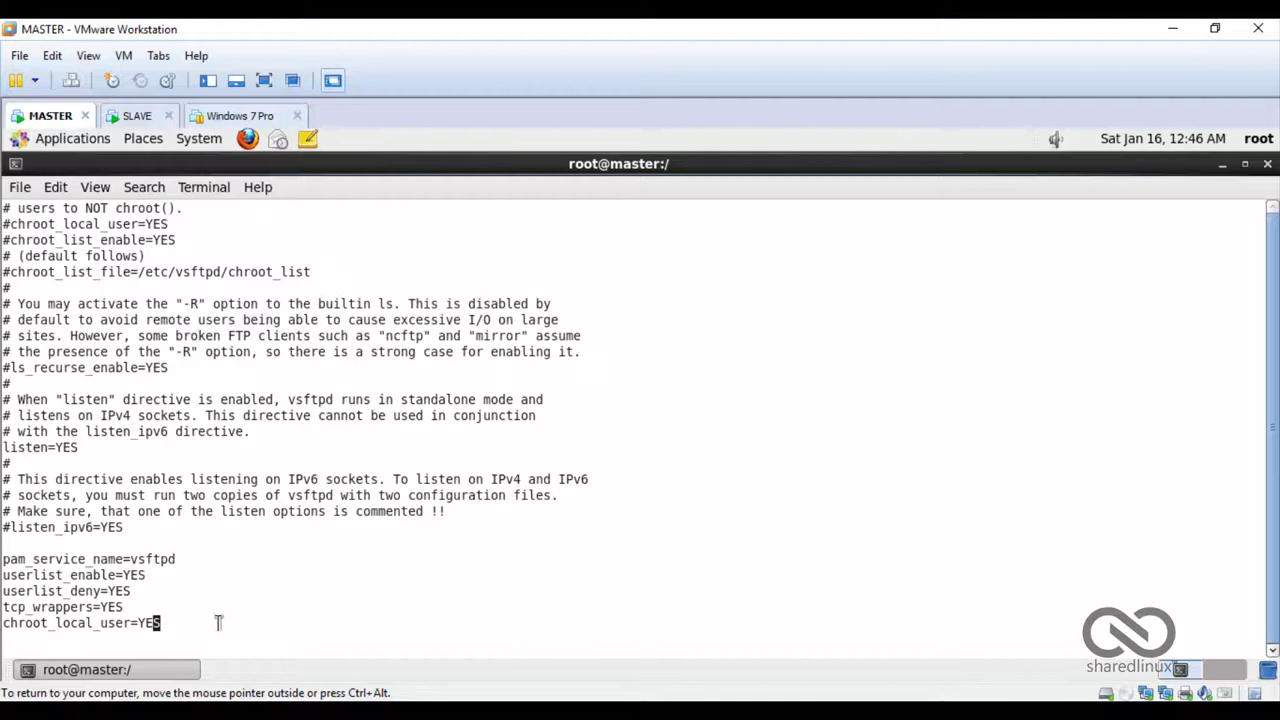 MASTER - VMware Workstation
File Edit View VM Tabs Help
MASTER SLAVE Windows 7 Pro
Applications Places System Sat Jan 16, 12:46 AM root
root@master:/
File Edit View Search Terminal Help
# users to NOT chroot().
#chroot_local_user=YES
#chroot_list_enable=YES
# (default follows)
#chroot_list_file=/etc/vsftpd/chroot_list
#
# You may activate the "-R" option to the builtin ls. This is disabled by
# default to avoid remote users being able to cause excessive I/O on large
# sites. However, some broken FTP clients such as "ncftp" and "mirror" assume
# the presence of the "-R" option, so there is a strong case for enabling it.
#ls_recurse_enable=YES
#
# When "listen" directive is enabled, vsftpd runs in standalone mode and
# listens on IPv4 sockets. This directive cannot be used in conjunction
# with the listen_ipv6 directive.
listen=YES
#
# This directive enables listening on IPv6 sockets. To listen on IPv4 and IPv6
# sockets, you must run two copies of vsftpd with two configuration files.
# Make sure, that one of the listen options is commented !!
#listen_ipv6=YES
pam_service_name=vsftpd
userlist_enable=YES
userlist_deny=YES
tcp_wrappers=YES
chroot_local_user=YES
sharedlinux
root@master:/
To return to your computer, move the mouse pointer outside or press Ctrl+Alt.